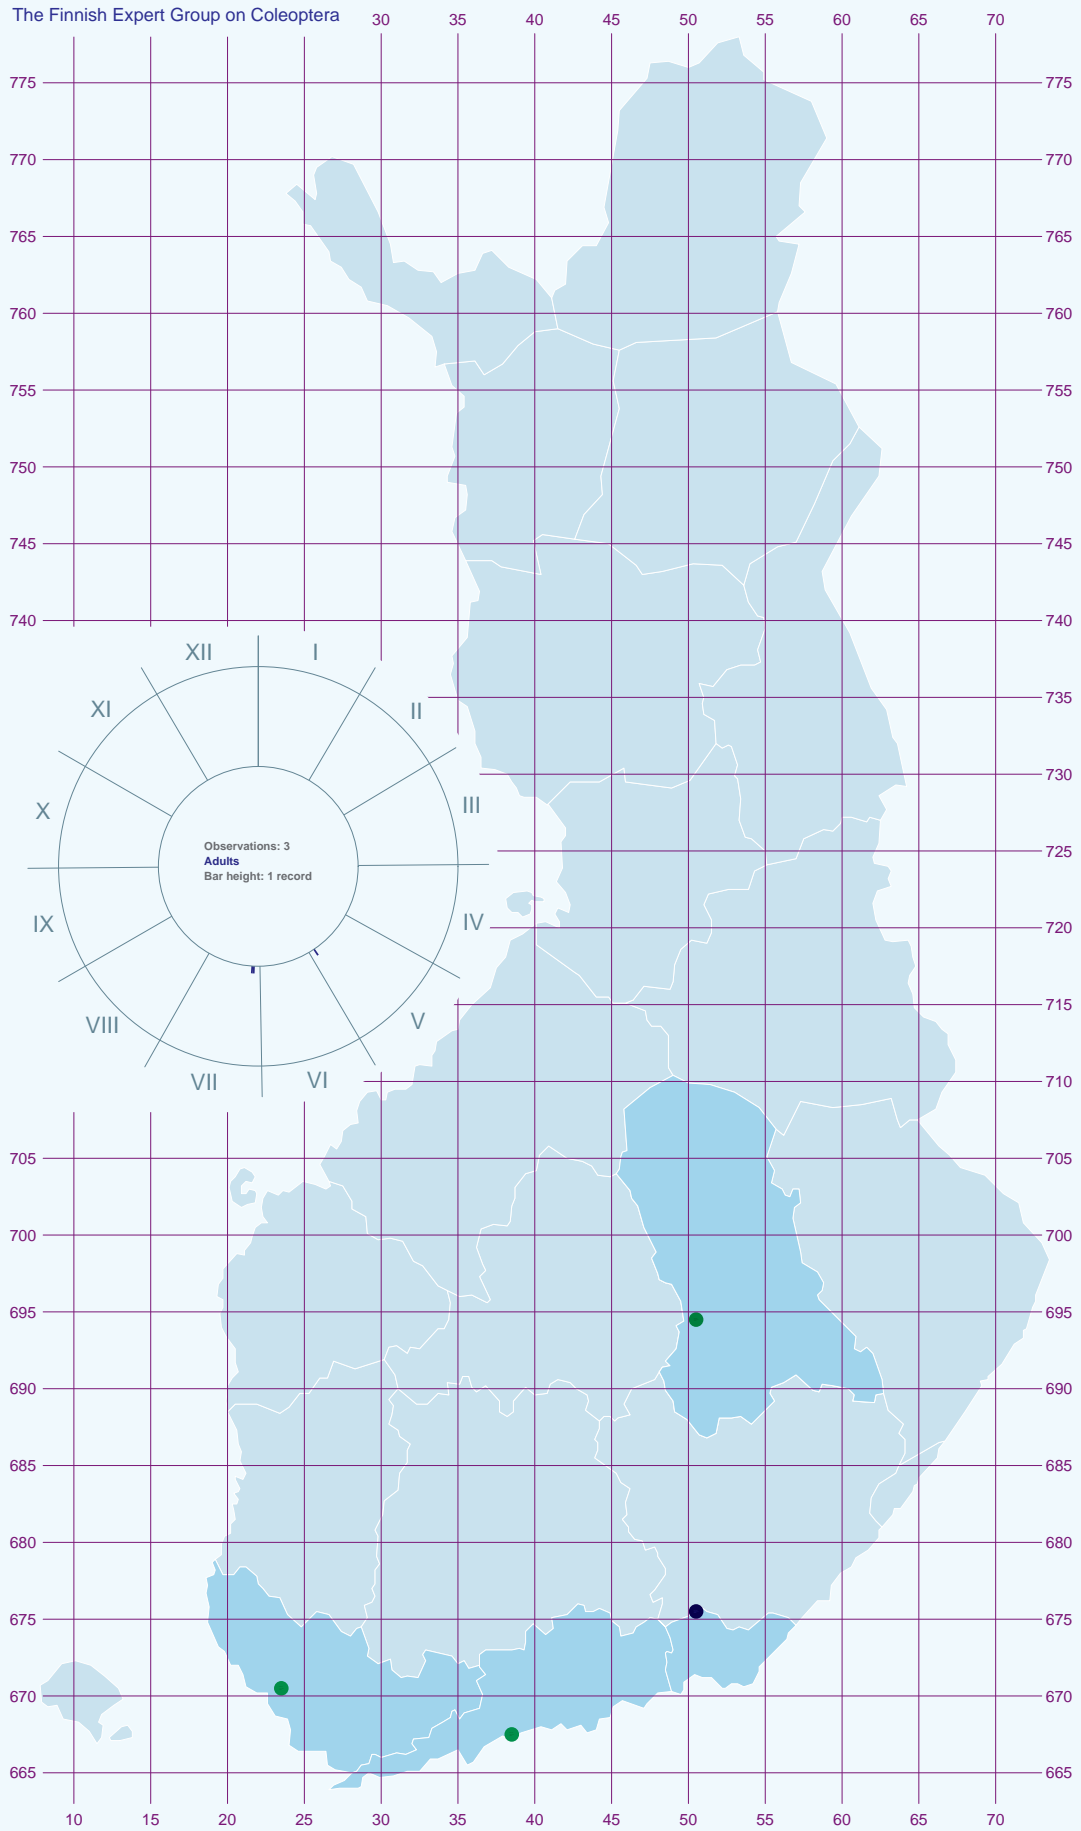 The Finnish Expert Group on Coleoptera
30 35 40 45 50 55 60 65 70
775 775
770 770
765 765
760 760
755 755
750 750
745 745
740 740
XII I
XI II
735
730
X III
725
Observations: 3
Adults
Bar height: 1 record
IX IV
720
715
VIII V
VII VI
710
705 705
700 700
695 695
690 690
685 685
680 680
675 675
670 670
665 665
10 15 20 25 30 35 40 45 50 55 60 65 70